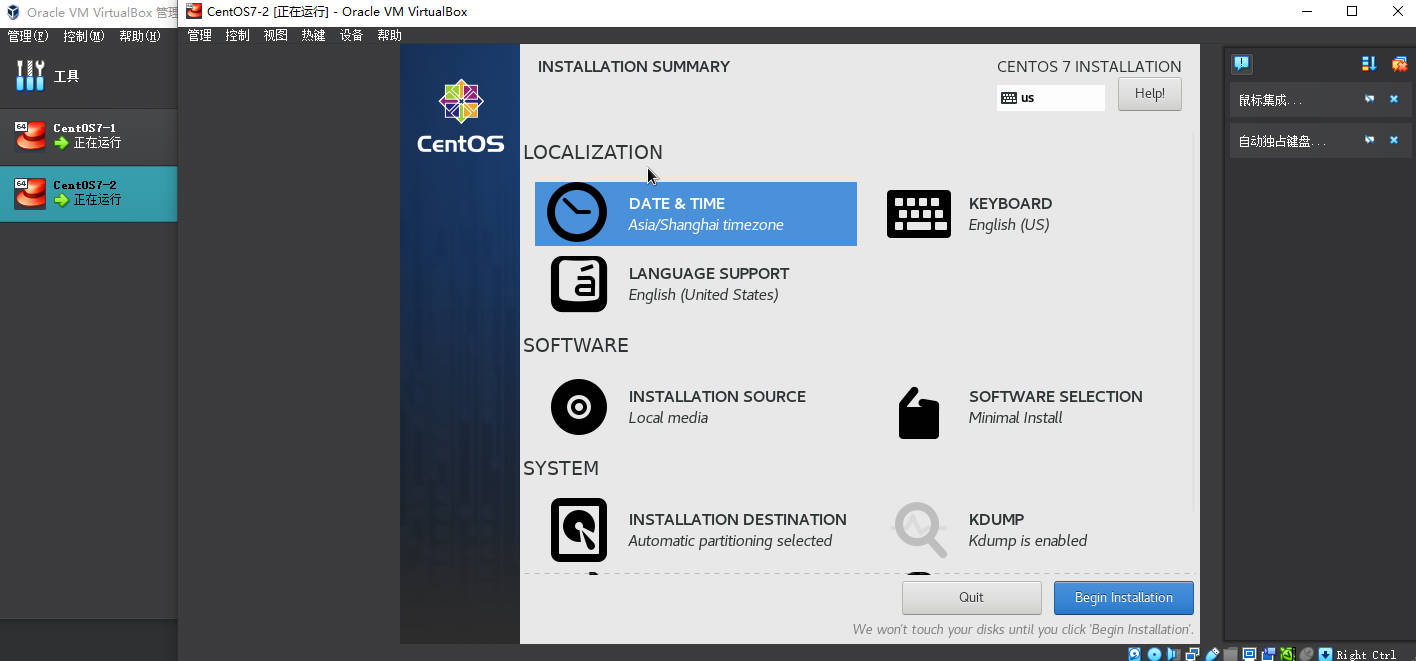 Oracle VM VirtualBox 管理
CentOS7-2 [正在运行] - Oracle VM VirtualBox
管理(F) 控制(M) 帮助(H)
管理 控制 视图 热键 设备 帮助
工具
64
CentOS7-1
正在运行
64
CentOS7-2
正在运行
CentOS
INSTALLATION SUMMARY
CENTOS 7 INSTALLATION
us
Help!
LOCALIZATION
DATE & TIME
Asia/Shanghai timezone
KEYBOARD
English (US)
LANGUAGE SUPPORT
English (United States)
SOFTWARE
INSTALLATION SOURCE
Local media
SOFTWARE SELECTION
Minimal Install
SYSTEM
INSTALLATION DESTINATION
Automatic partitioning selected
KDUMP
Kdump is enabled
Quit
Begin Installation
We won't touch your disks until you click 'Begin Installation'.
鼠标集成...
自动独占键盘...
Right Ctrl